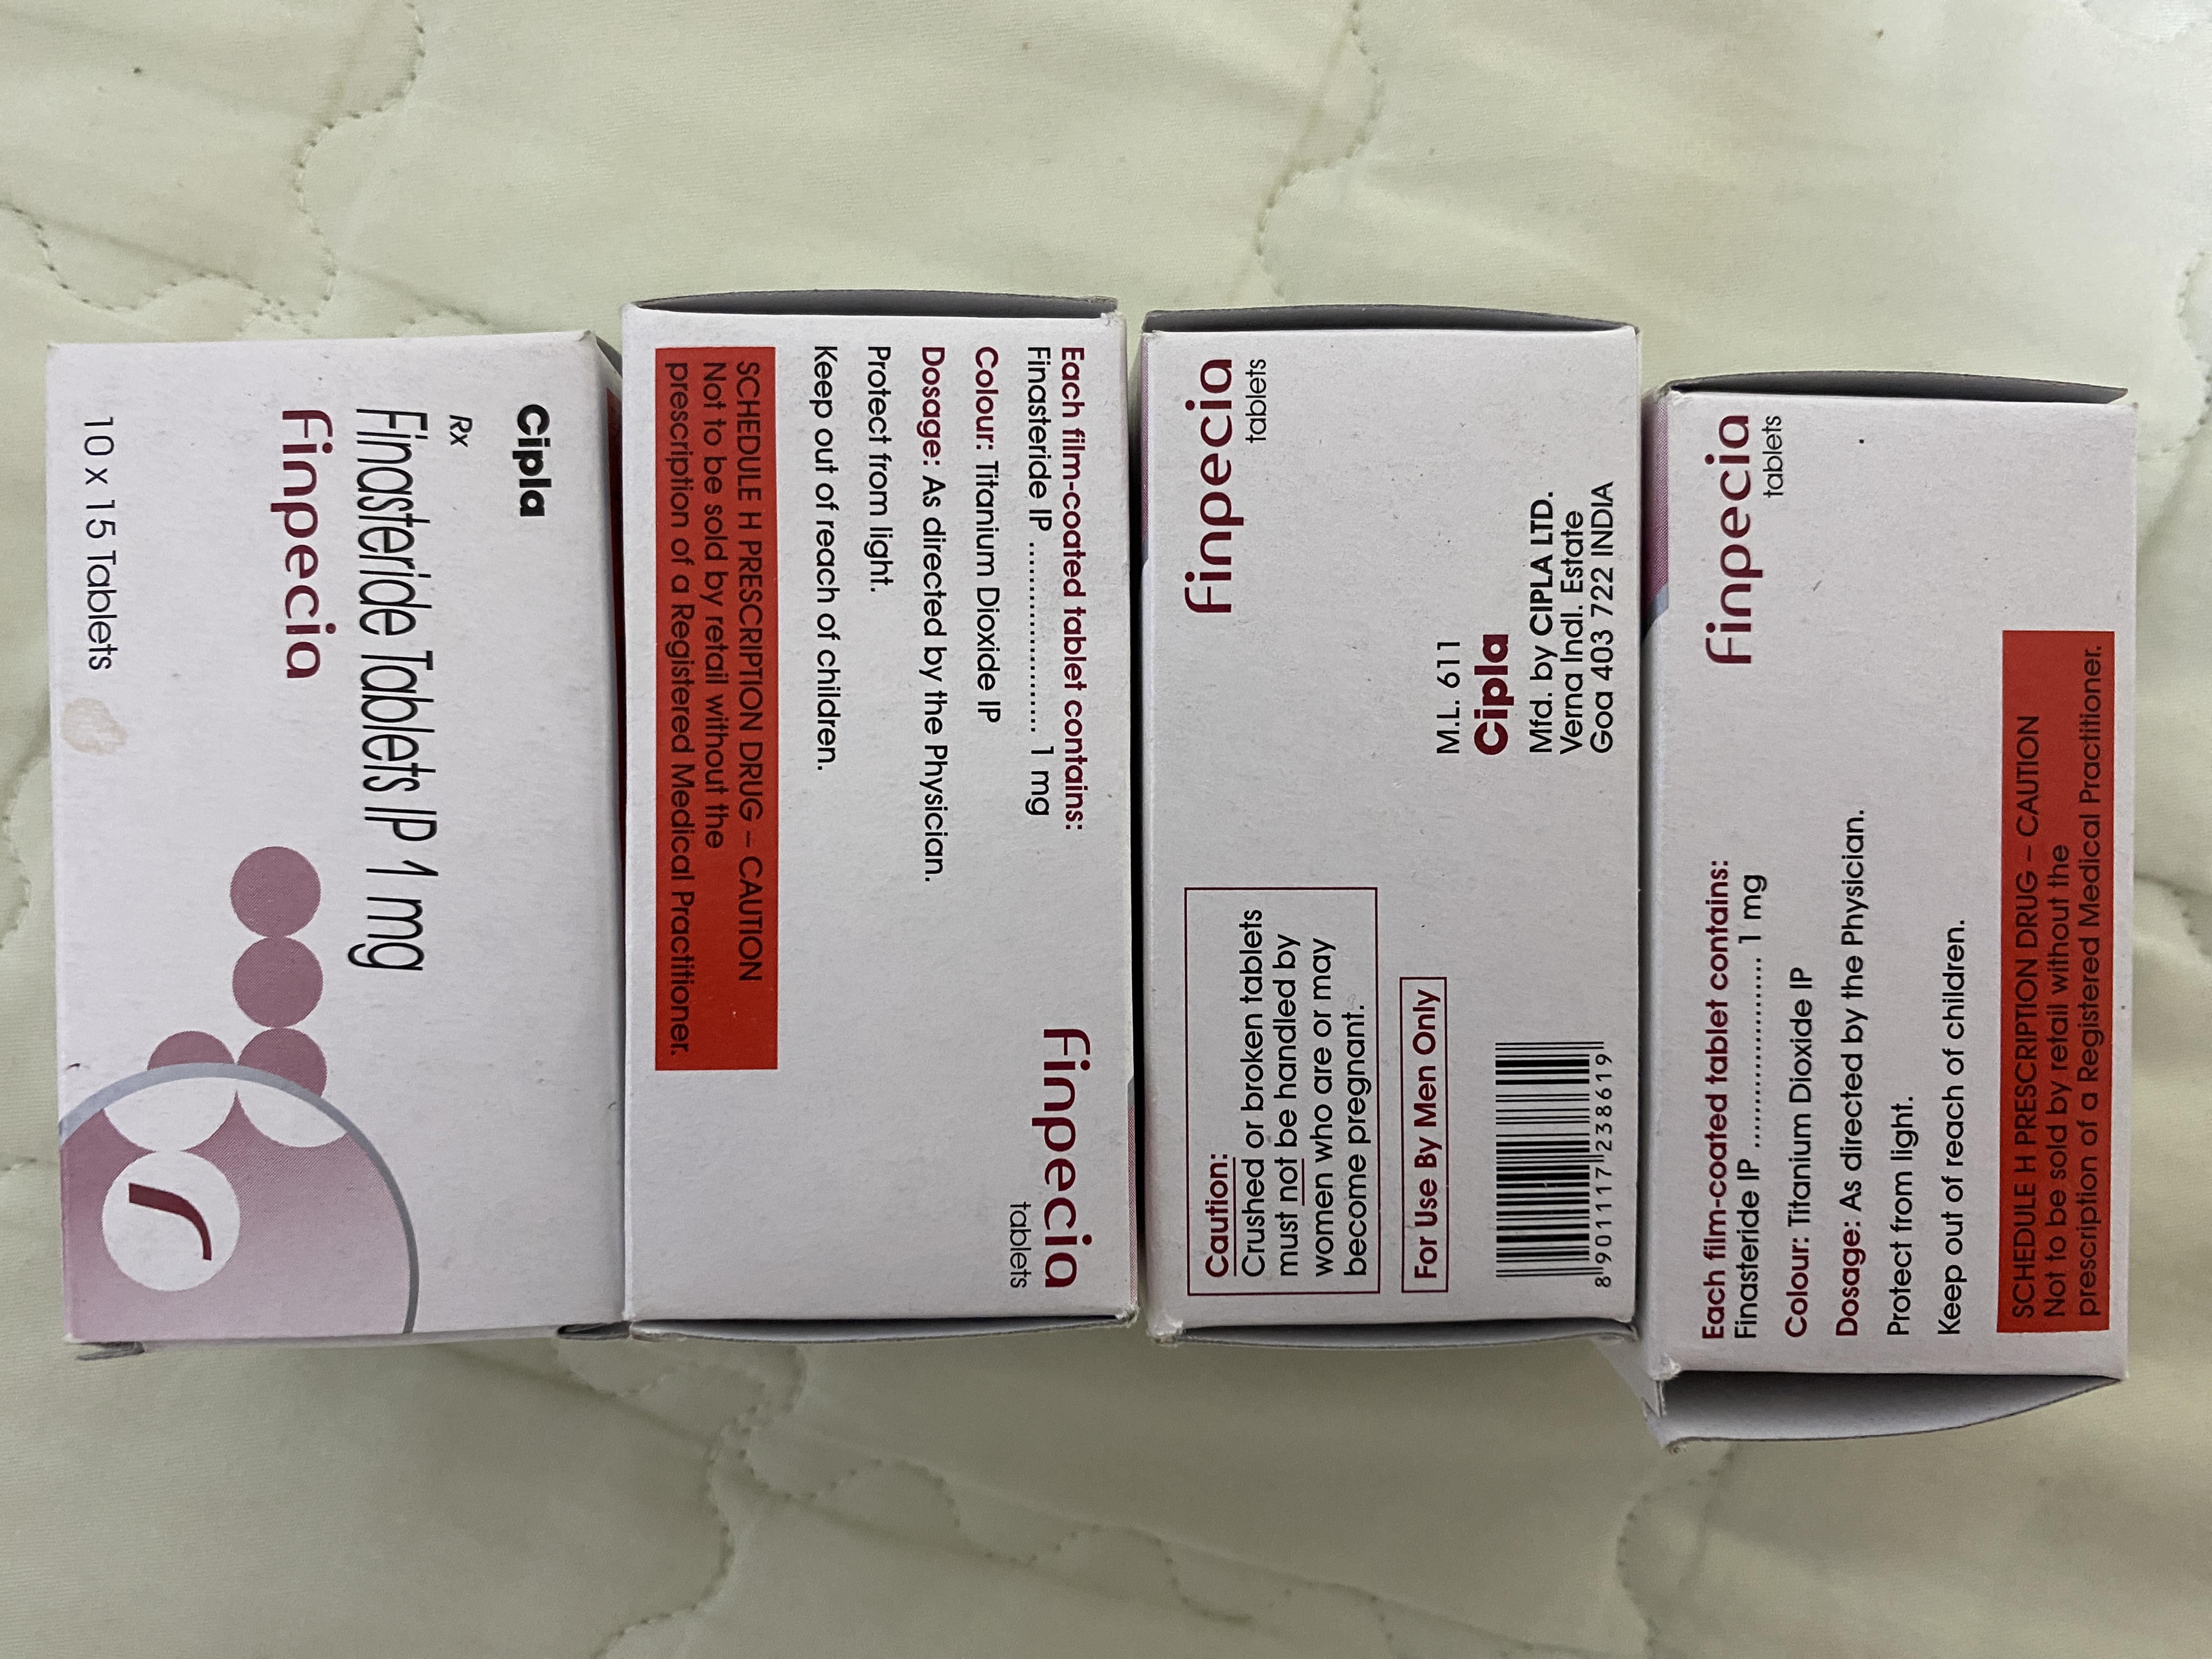 Cipla
Rx
Finasteride Tablets IP 1 mg
Finpecia
10 x 15 Tablets
Each film-coated tablet contains:
Finasteride IP ........................ 1 mg
Colour: Titanium Dioxide IP
Dosage: As directed by the Physician.
Protect from light.
Keep out of reach of children.
SCHEDULE H PRESCRIPTION DRUG – CAUTION
Not to be sold by retail without the
prescription of a Registered Medical Practitioner.
Finpecia
tablets
Finpecia
tablets
Caution:
Crushed or broken tablets
must not be handled by
women who are or may
become pregnant.
For Use By Men Only
M.L. 611
Cipla
Mfd. by CIPLA LTD.
Verna Indl. Estate
Goa 403 722 INDIA
8 901117 238619
Finpecia
tablets
Each film-coated tablet contains:
Finasteride IP ........................ 1 mg
Colour: Titanium Dioxide IP
Dosage: As directed by the Physician.
Protect from light.
Keep out of reach of children.
SCHEDULE H PRESCRIPTION DRUG – CAUTION
Not to be sold by retail without the
prescription of a Registered Medical Practitioner.